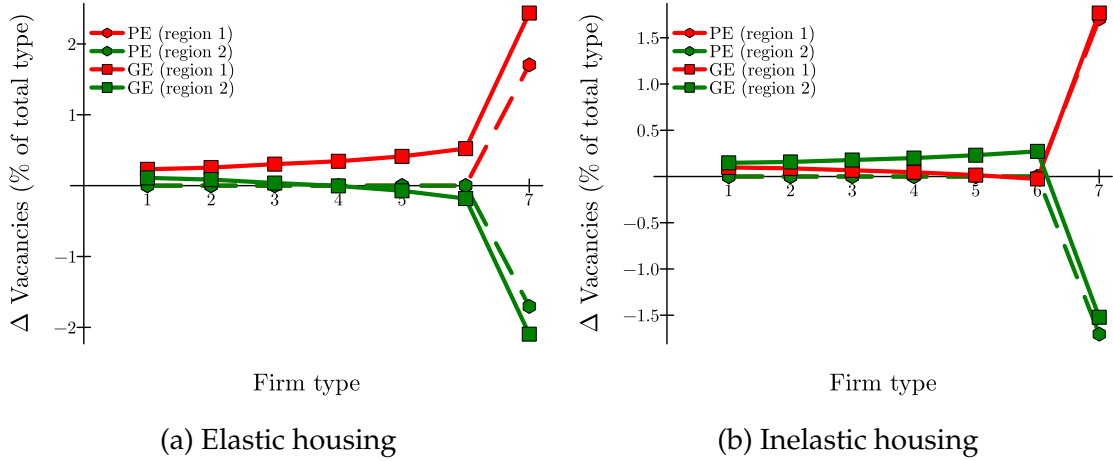 Δ Vacancies (% of total type)
2
1
−1
−2
PE (region 1)
PE (region 2)
GE (region 1)
GE (region 2)
1 2 3 4 5 7
Firm type
(a) Elastic housing
Δ Vacancies (% of total type)
1.5
1.0
0.5
−0.5
−1.0
−1.5
PE (region 1)
PE (region 2)
GE (region 1)
GE (region 2)
1 2 3 4 5 6 7
Firm type
(b) Inelastic housing